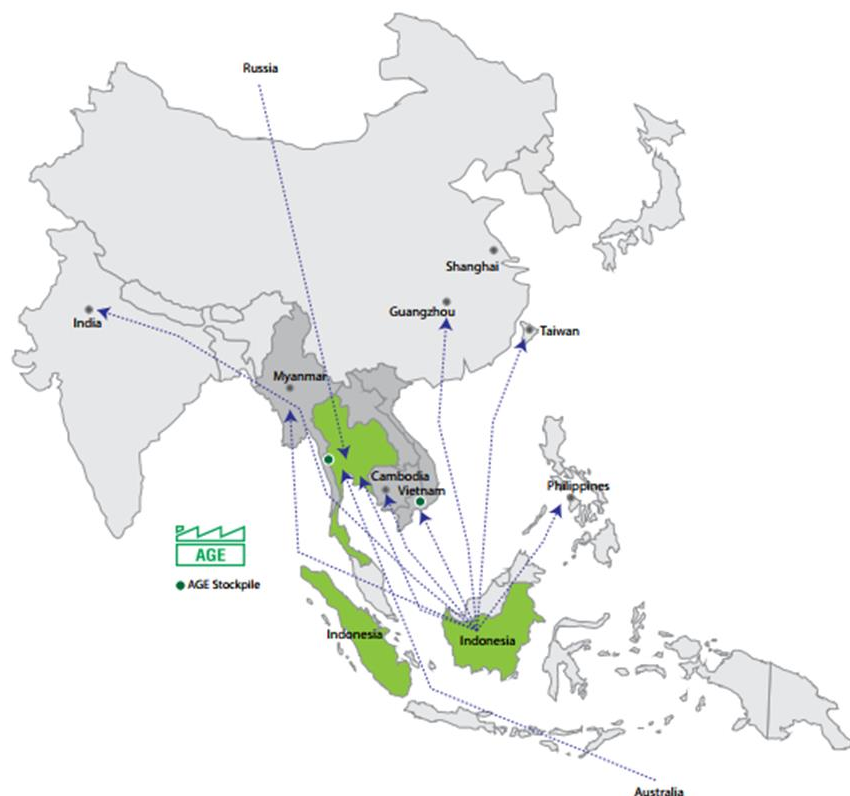 Russia
Shanghai
Guangzhou
India
Taiwan
Myanmar
Cambodia
Philippines
Vietnam
AGE
AGE Stockpile
Indonesia
Indonesia
Australia